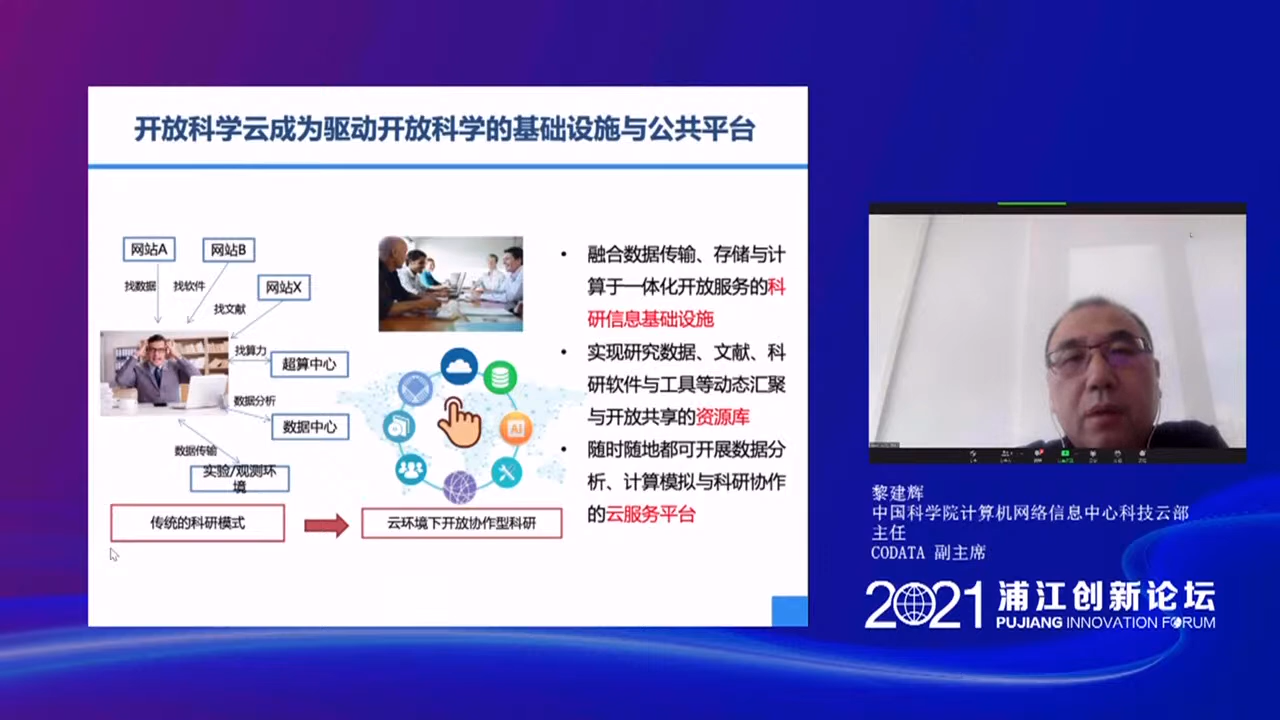 开放科学云成为驱动开放科学的基础设施与公共平台
网站A
网站B
网站X
找数据
找软件
找文献
找算力
超算中心
数据分析
数据中心
数据传输
实验/观测环
境
传统的科研模式
AI
云环境下开放协作型科研
• 融合数据传输、存储与计
算于一体化开放服务的科
研信息基础设施
• 实现研究数据、文献、科
研软件与工具等动态汇聚
与开放共享的资源库
• 随时随地都可开展数据分
析、计算模拟与科研协作
的云服务平台
黎建辉
中国科学院计算机网络信息中心科技云部
主任
CODATA 副主席
2021 浦江创新论坛
PUJIANG INNOVATION FORUM